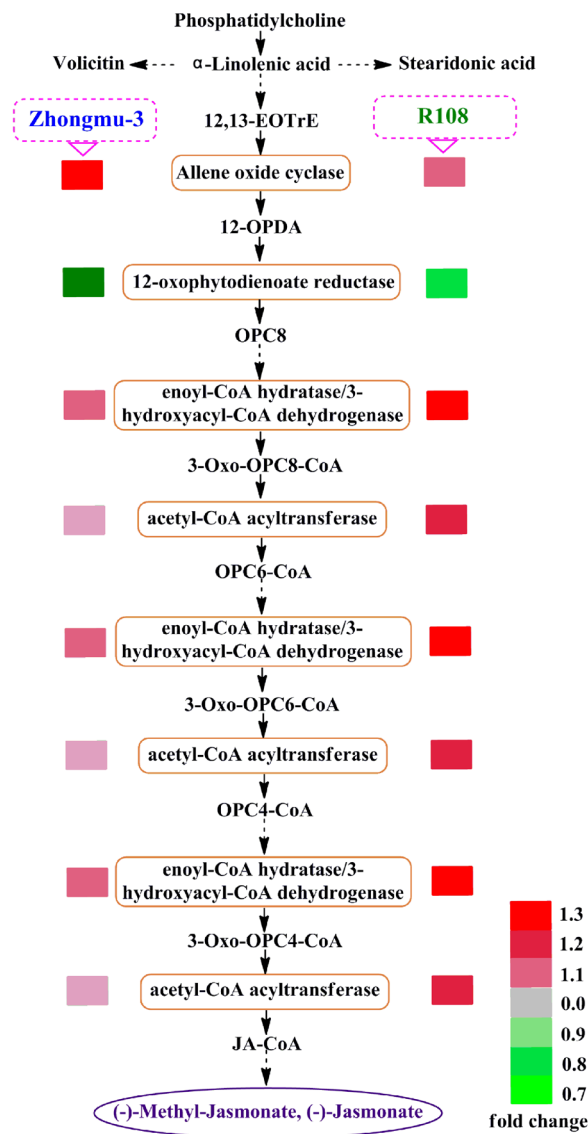 Phosphatidylcholine
Volicitin
α-Linolenic acid
Stearidonic acid
Zhongmu-3
12,13-EOTrE
R108
Allene oxide cyclase
12-OPDA
12-oxophytodienoate reductase
OPC8
enoyl-CoA hydratase/3-
hydroxyacyl-CoA dehydrogenase
3-Oxo-OPC8-CoA
acetyl-CoA acyltransferase
OPC6-CoA
enoyl-CoA hydratase/3-
hydroxyacyl-CoA dehydrogenase
3-Oxo-OPC6-CoA
acetyl-CoA acyltransferase
OPC4-CoA
enoyl-CoA hydratase/3-
hydroxyacyl-CoA dehydrogenase
3-Oxo-OPC4-CoA
acetyl-CoA acyltransferase
JA-CoA
(-)-Methyl-Jasmonate, (-)-Jasmonate
1.3
1.2
1.1
0.0
0.9
0.8
0.7
fold change